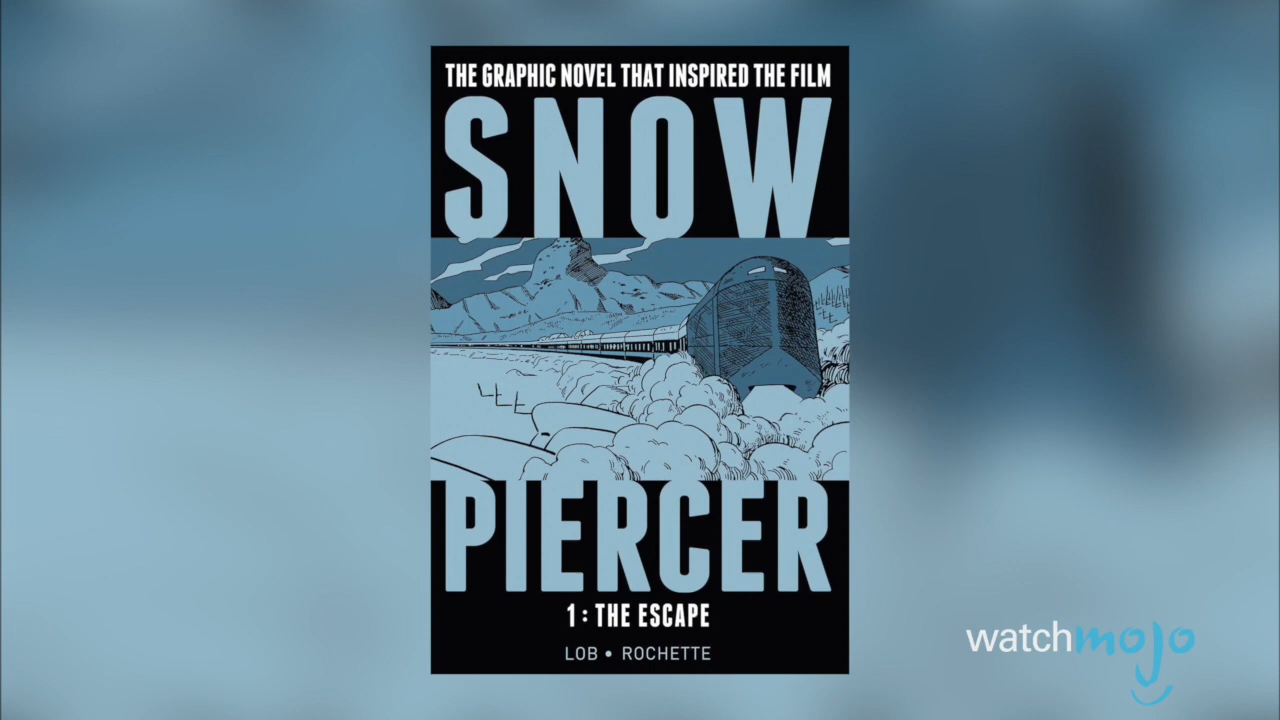 THE GRAPHIC NOVEL THAT INSPIRED THE FILM
SNOW
PIERCER
1: THE ESCAPE
LOB • ROCHETTE
watchmojo